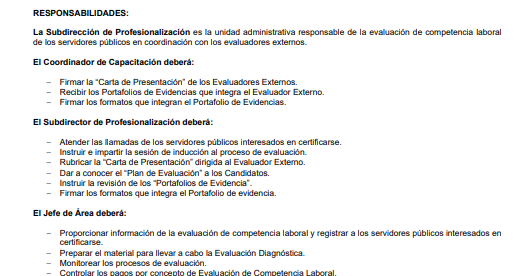 RESPONSABILIDADES:
La Subdirección de Profesionalización es la unidad administrativa responsable de la evaluación de competencia laboral
de los servidores públicos en coordinación con los evaluadores externos.
El Coordinador de Capacitación deberá:
− Firmar la “Carta de Presentación” de los Evaluadores Externos.
− Recibir los Portafolios de Evidencias que integra el Evaluador Externo.
− Firmar los formatos que integran el Portafolio de Evidencias.
El Subdirector de Profesionalización deberá:
− Atender las llamadas de los servidores públicos interesados en certificarse.
− Instruir e impartir la sesión de inducción al proceso de evaluación.
− Rubricar la “Carta de Presentación” dirigida al Evaluador Externo.
− Dar a conocer el “Plan de Evaluación” a los Candidatos.
− Instruir la revisión de los “Portafolios de Evidencia”.
− Firmar los formatos que integra el Portafolio de evidencia.
El Jefe de Área deberá:
− Proporcionar información de la evaluación de competencia laboral y registrar a los servidores públicos interesados en
certificarse.
− Preparar el material para llevar a cabo la Evaluación Diagnóstica.
− Monitorear los procesos de evaluación.
− Controlar los pagos por concepto de Evaluación de Competencia Laboral.